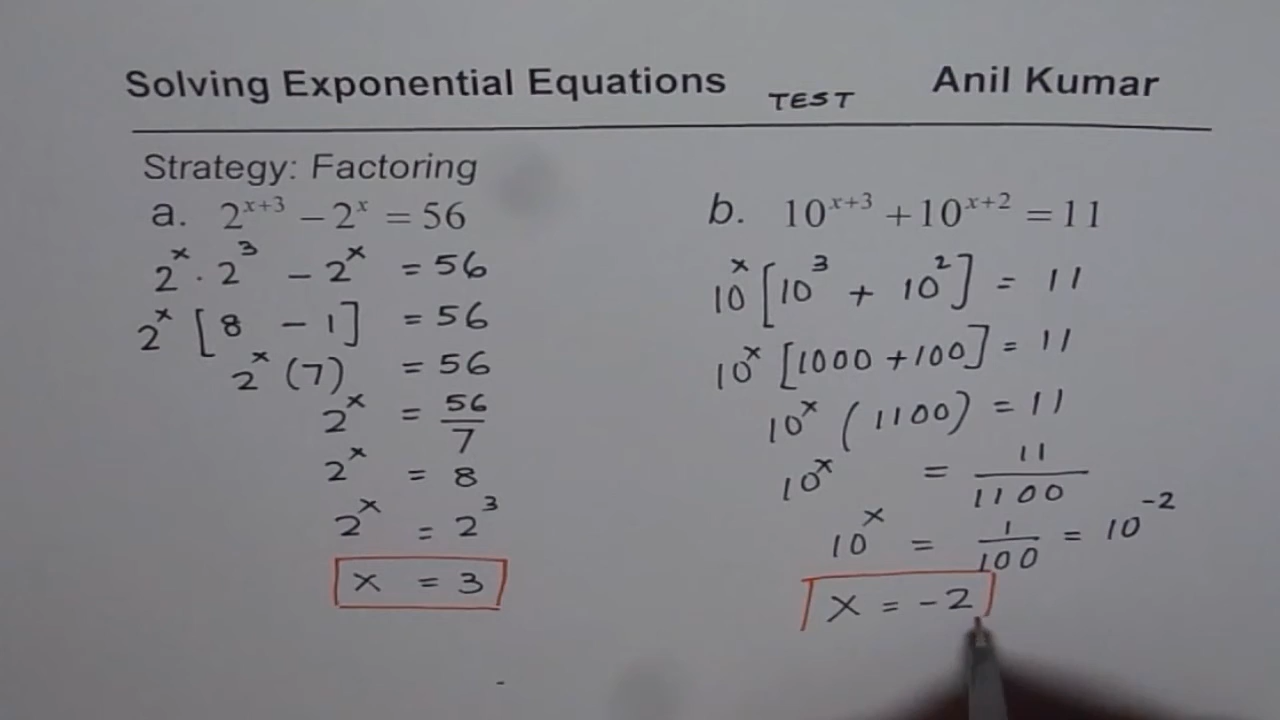 Solving Exponential Equations TEST Anil Kumar
Strategy: Factoring
a. 2^{x+3} − 2^x = 56
2^x · 2^3 − 2^x = 56
2^x [8 − 1] = 56
2^x (7) = 56
2^x = 56/7
2^x = 8
2^x = 2^3
x = 3
b. 10^{x+3} + 10^{x+2} = 11
10^x [10^3 + 10^2] = 11
10^x [1000 + 100] = 11
10^x (1100) = 11
10^x = 11/1100
10^x = 1/100 = 10^{-2}
x = -2